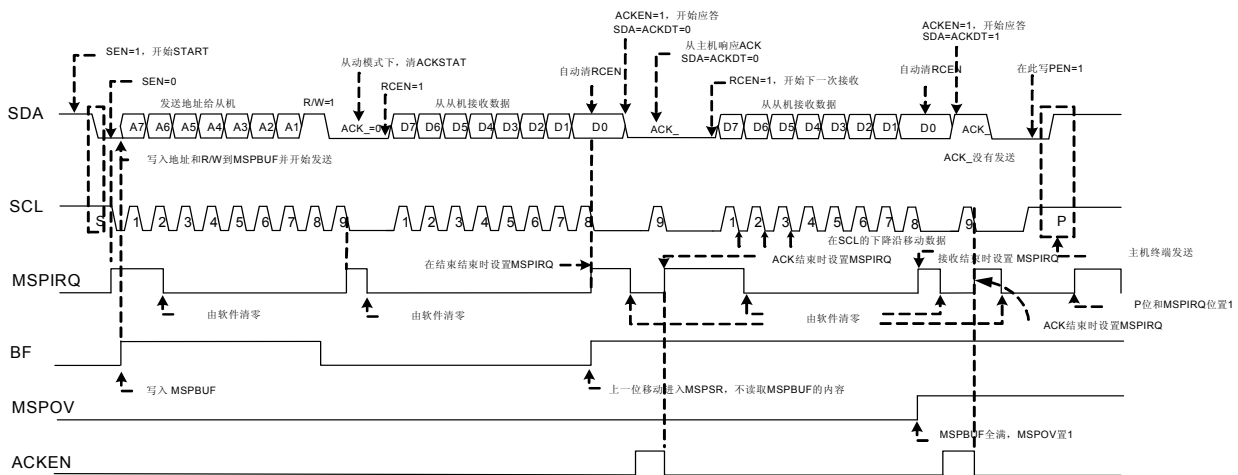 SEN=1，开始START
SEN=0
从动模式下，清ACKSTAT
RCEN=1
自动清RCEN
ACKEN=1，开始应答
SDA=ACKDT=0
从主机响应ACK
SDA=ACKDT=0
RCEN=1，开始下一次接收
自动清RCEN
ACKEN=1，开始应答
SDA=ACKDT=1
在此写PEN=1
发送地址给从机
R/W=1
从从机接收数据
从从机接收数据
SDA
A7 A6 A5 A4 A3 A2 A1
ACK_=0
D7 D6 D5 D4 D3 D2 D1 D0
ACK_
D7 D6 D5 D4 D3 D2 D1 D0
ACK_
写入地址和R/W到MSPBUF并开始发送
ACK_没有发送
SCL
S 1 2 3 4 5 6 7 8 9
1 2 3 4 5 6 7 8 9
1 2 3 4 5 6 7 8 9 P
在SCL的下降沿移动数据
在结束结束时设置MSPIRQ
ACK结束时设置MSPIRQ
接收结束时设置 MSPIRQ
主机终端发送
MSPIRQ
由软件清零
由软件清零
由软件清零
P位和MSPIRQ位置1
ACK结束时设置MSPIRQ
BF
写入 MSPBUF
上一位移动进入MSPSR，不读取MSPBUF的内容
MSPOV
MSPBUF全满，MSPOV置1
ACKEN